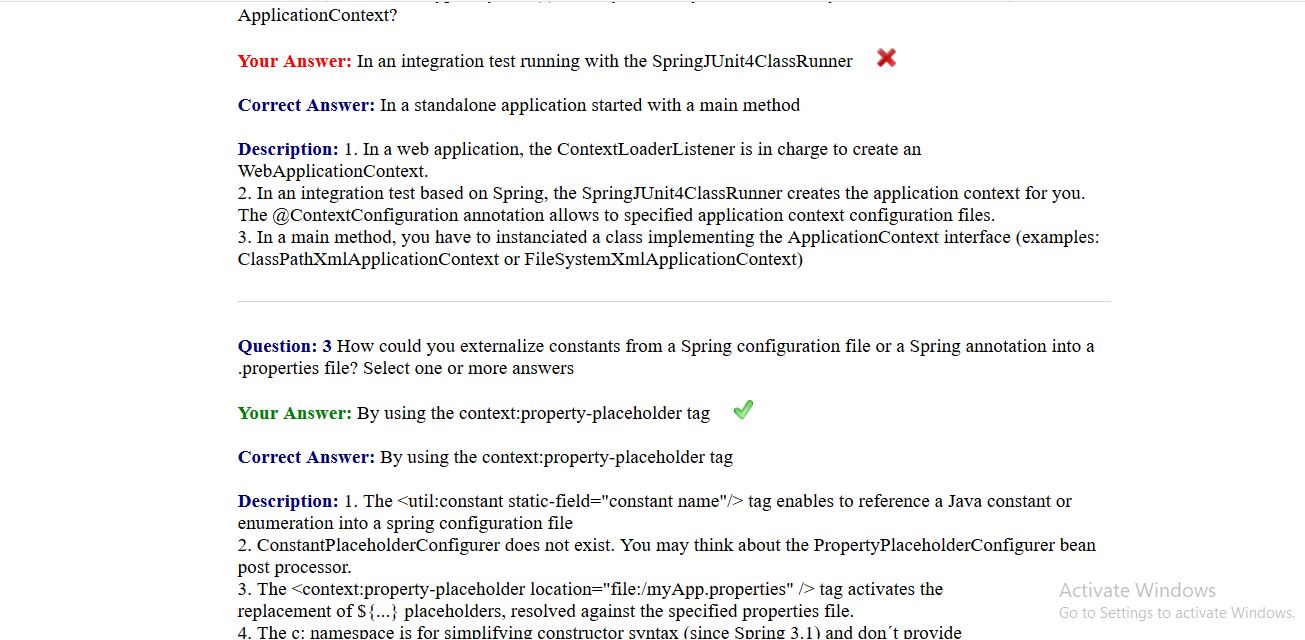 ApplicationContext?
Your Answer: In an integration test running with the SpringJUnit4ClassRunner
Correct Answer: In a standalone application started with a main method
Description: 1. In a web application, the ContextLoaderListener is in charge to create an
WebApplicationContext.
2. In an integration test based on Spring, the SpringJUnit4ClassRunner creates the application context for you.
The @ContextConfiguration annotation allows to specified application context configuration files.
3. In a main method, you have to instanciated a class implementing the ApplicationContext interface (examples:
ClassPathXmlApplicationContext or FileSystemXmlApplicationContext)
Question: 3 How could you externalize constants from a Spring configuration file or a Spring annotation into a
.properties file? Select one or more answers
Your Answer: By using the context:property-placeholder tag
Correct Answer: By using the context:property-placeholder tag
Description: 1. The <util:constant static-field="constant name"/> tag enables to reference a Java constant or
enumeration into a spring configuration file
2. ConstantPlaceholderConfigurer does not exist. You may think about the PropertyPlaceholderConfigurer bean
post processor.
3. The <context:property-placeholder location="file:/myApp.properties" /> tag activates the
replacement of ${...} placeholders, resolved against the specified properties file.
4. The c: namespace is for simplifying constructor syntax (since Spring 3.1) and don´t provide
Activate Windows
Go to Settings to activate Windows.